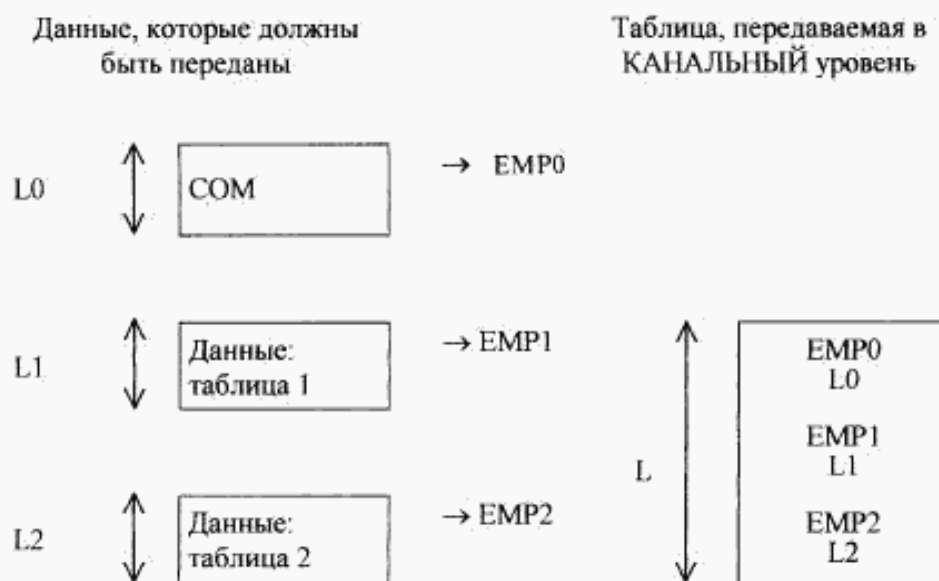 Данные, которые должны
быть переданы
Таблица, передаваемая в
КАНАЛЬНЫЙ уровень
L0
COM
→ EMP0
L1
Данные:
таблица 1
→ EMP1
L2
Данные:
таблица 2
→ EMP2
L
EMP0
L0
EMP1
L1
EMP2
L2